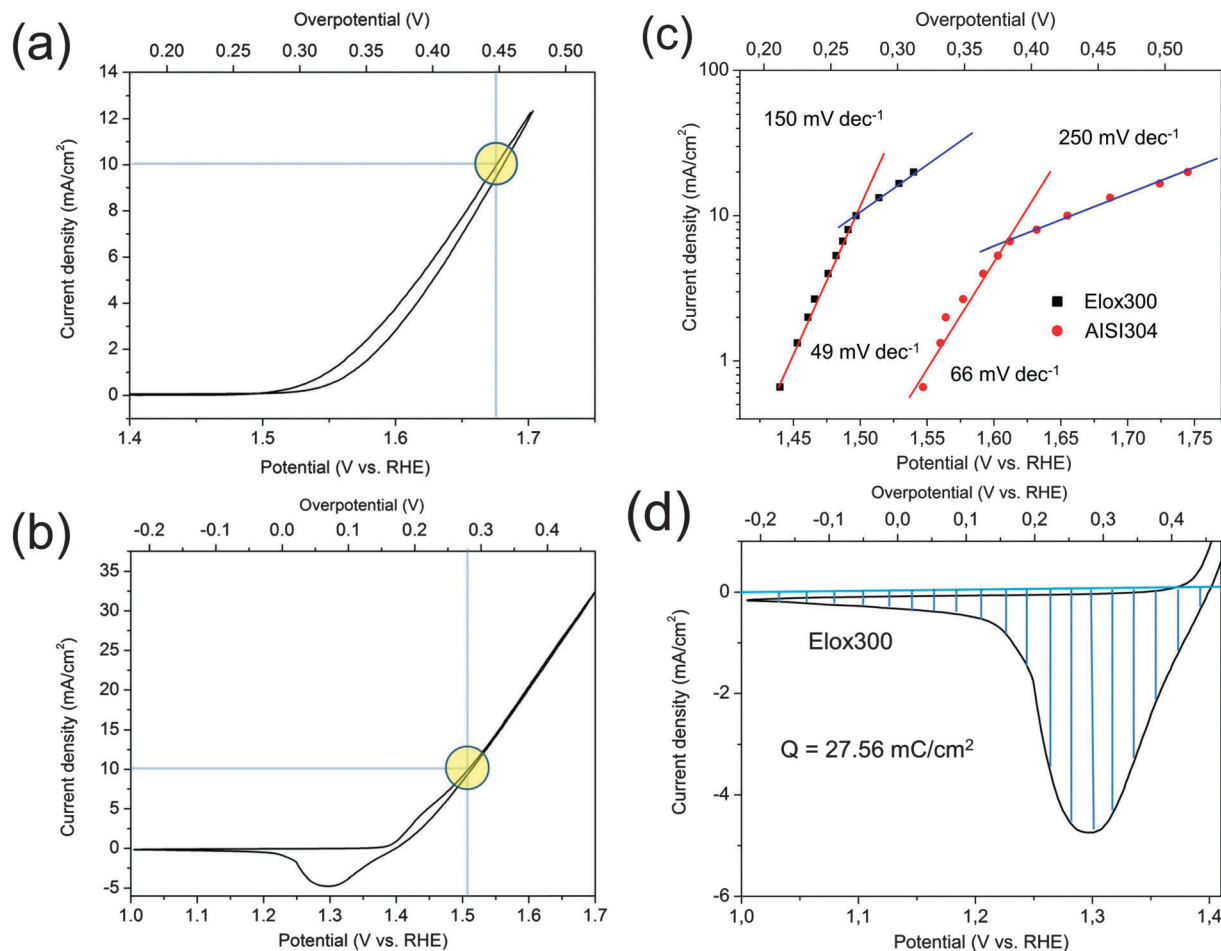 (a)
Overpotential (V)
0.20 0.25 0.30 0.35 0.40 0.45 0.50
14
12
10
8
6
4
2
0
Current density (mA/cm²)
1.4 1.5 1.6 1.7
Potential (V vs. RHE)
(b)
Overpotential (V)
-0.2 -0.1 0.0 0.1 0.2 0.3 0.4
35
30
25
20
15
10
5
0
-5
Current density (mA/cm²)
1.0 1.1 1.2 1.3 1.4 1.5 1.6 1.7
Potential (V vs. RHE)
(c)
Overpotential (V)
0,20 0,25 0,30 0,35 0,40 0,45 0,50
100
10
1
Current density (mA/cm²)
150 mV dec⁻¹
250 mV dec⁻¹
Elox300
AISI304
49 mV dec⁻¹
66 mV dec⁻¹
1,45 1,50 1,55 1,60 1,65 1,70 1,75
Potential (V vs. RHE)
(d)
Overpotential (V vs. RHE)
-0,2 -0,1 0,0 0,1 0,2 0,3 0,4
0
-2
-4
-6
Current density (mA/cm²)
Elox300
Q = 27.56 mC/cm²
1,0 1,1 1,2 1,3 1,4
Potential (V vs. RHE)